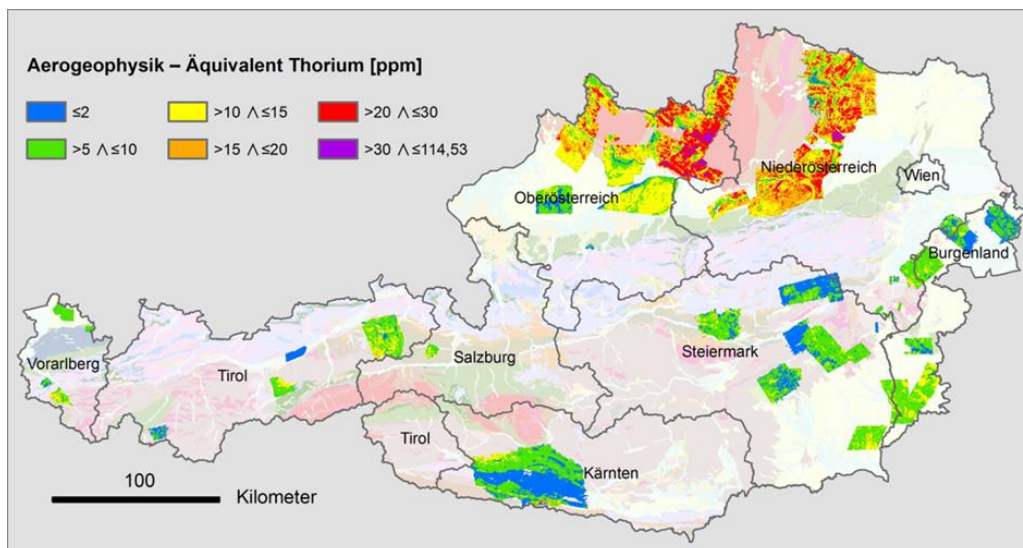 Aerogeophysik – Äquivalent Thorium [ppm]
≤2 >10 Λ ≤15 >20 Λ ≤30
>5 Λ ≤10 >15 Λ ≤20 >30 Λ ≤114,53
Niederösterreich
Wien
Oberösterreich
Burgenland
Vorarlberg
Tirol
Salzburg
Steiermark
Tirol
Kärnten
100
Kilometer